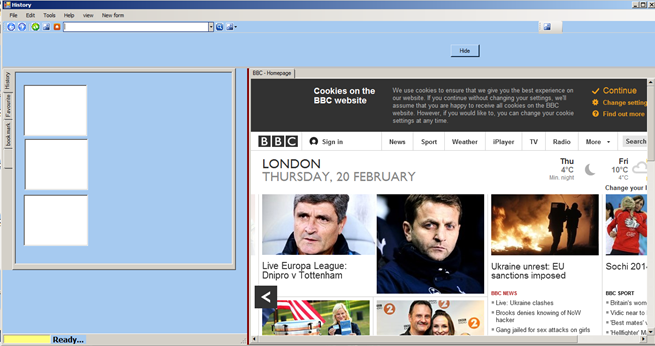 History
File Edit Tools Help view New form
Hide
History
Favourite
bookmark
BBC - Homepage
Cookies on the
BBC website
We use cookies to ensure that we give you the best experience on
our website. If you continue without changing your settings, we'll
assume that you are happy to receive all cookies on the BBC
website. However, if you would like to, you can change your cookie
settings at any time.
Continue
Change setting
Find out more
BBC
Sign in
News Sport Weather iPlayer TV Radio More
Search
LONDON
THURSDAY, 20 FEBRUARY
Thu
4°C
Min. night
Fri
10°C
4°C
Change your l
Live Europa League:
Dnipro v Tottenham
Ukraine unrest: EU
sanctions imposed
Sochi 201
BBC NEWS
Live: Ukraine clashes
Brooks denies knowing of NoW
hacker
Gang jailed for sex attacks on girls
BBC SPORT
Britain's wome
Vidic near to
'Best mates' v
'Hellfighter' M
2
Ready...